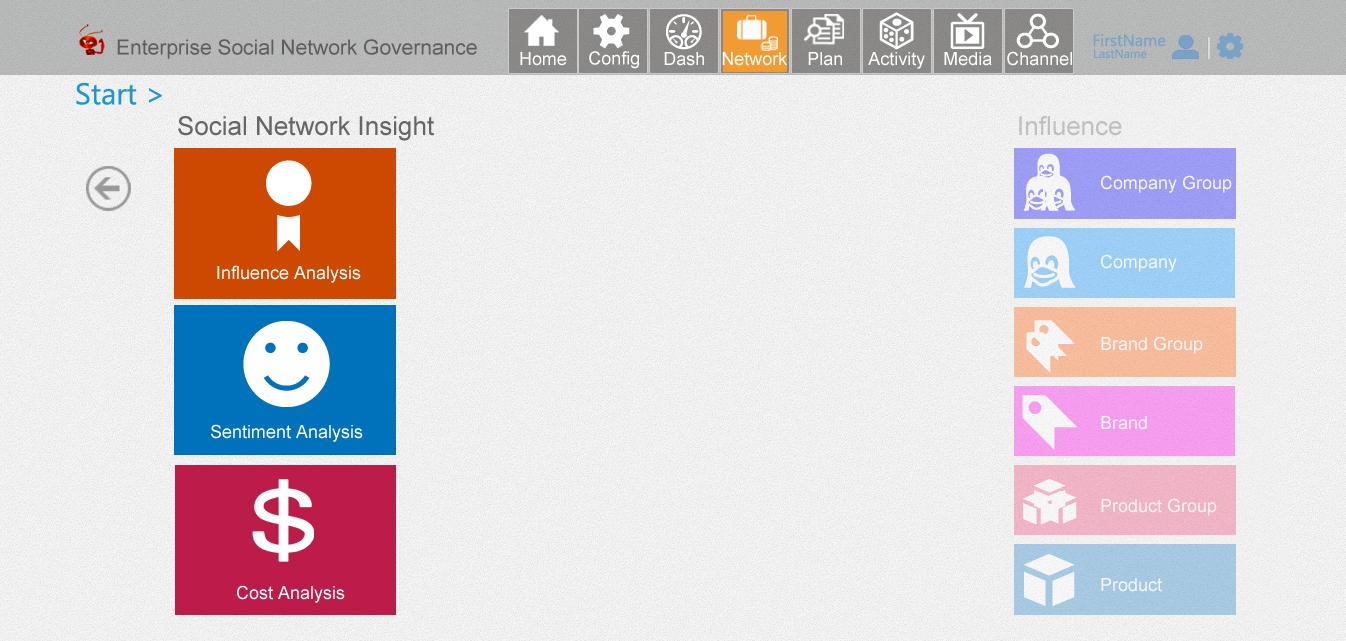 Enterprise Social Network Governance
Home
Config
Dash
Network
Plan
Activity
Media
Channel
FirstName
LastName
Start >
Social Network Insight
Influence
Influence Analysis
Sentiment Analysis
$
Cost Analysis
Company Group
Company
Brand Group
Brand
Product Group
Product